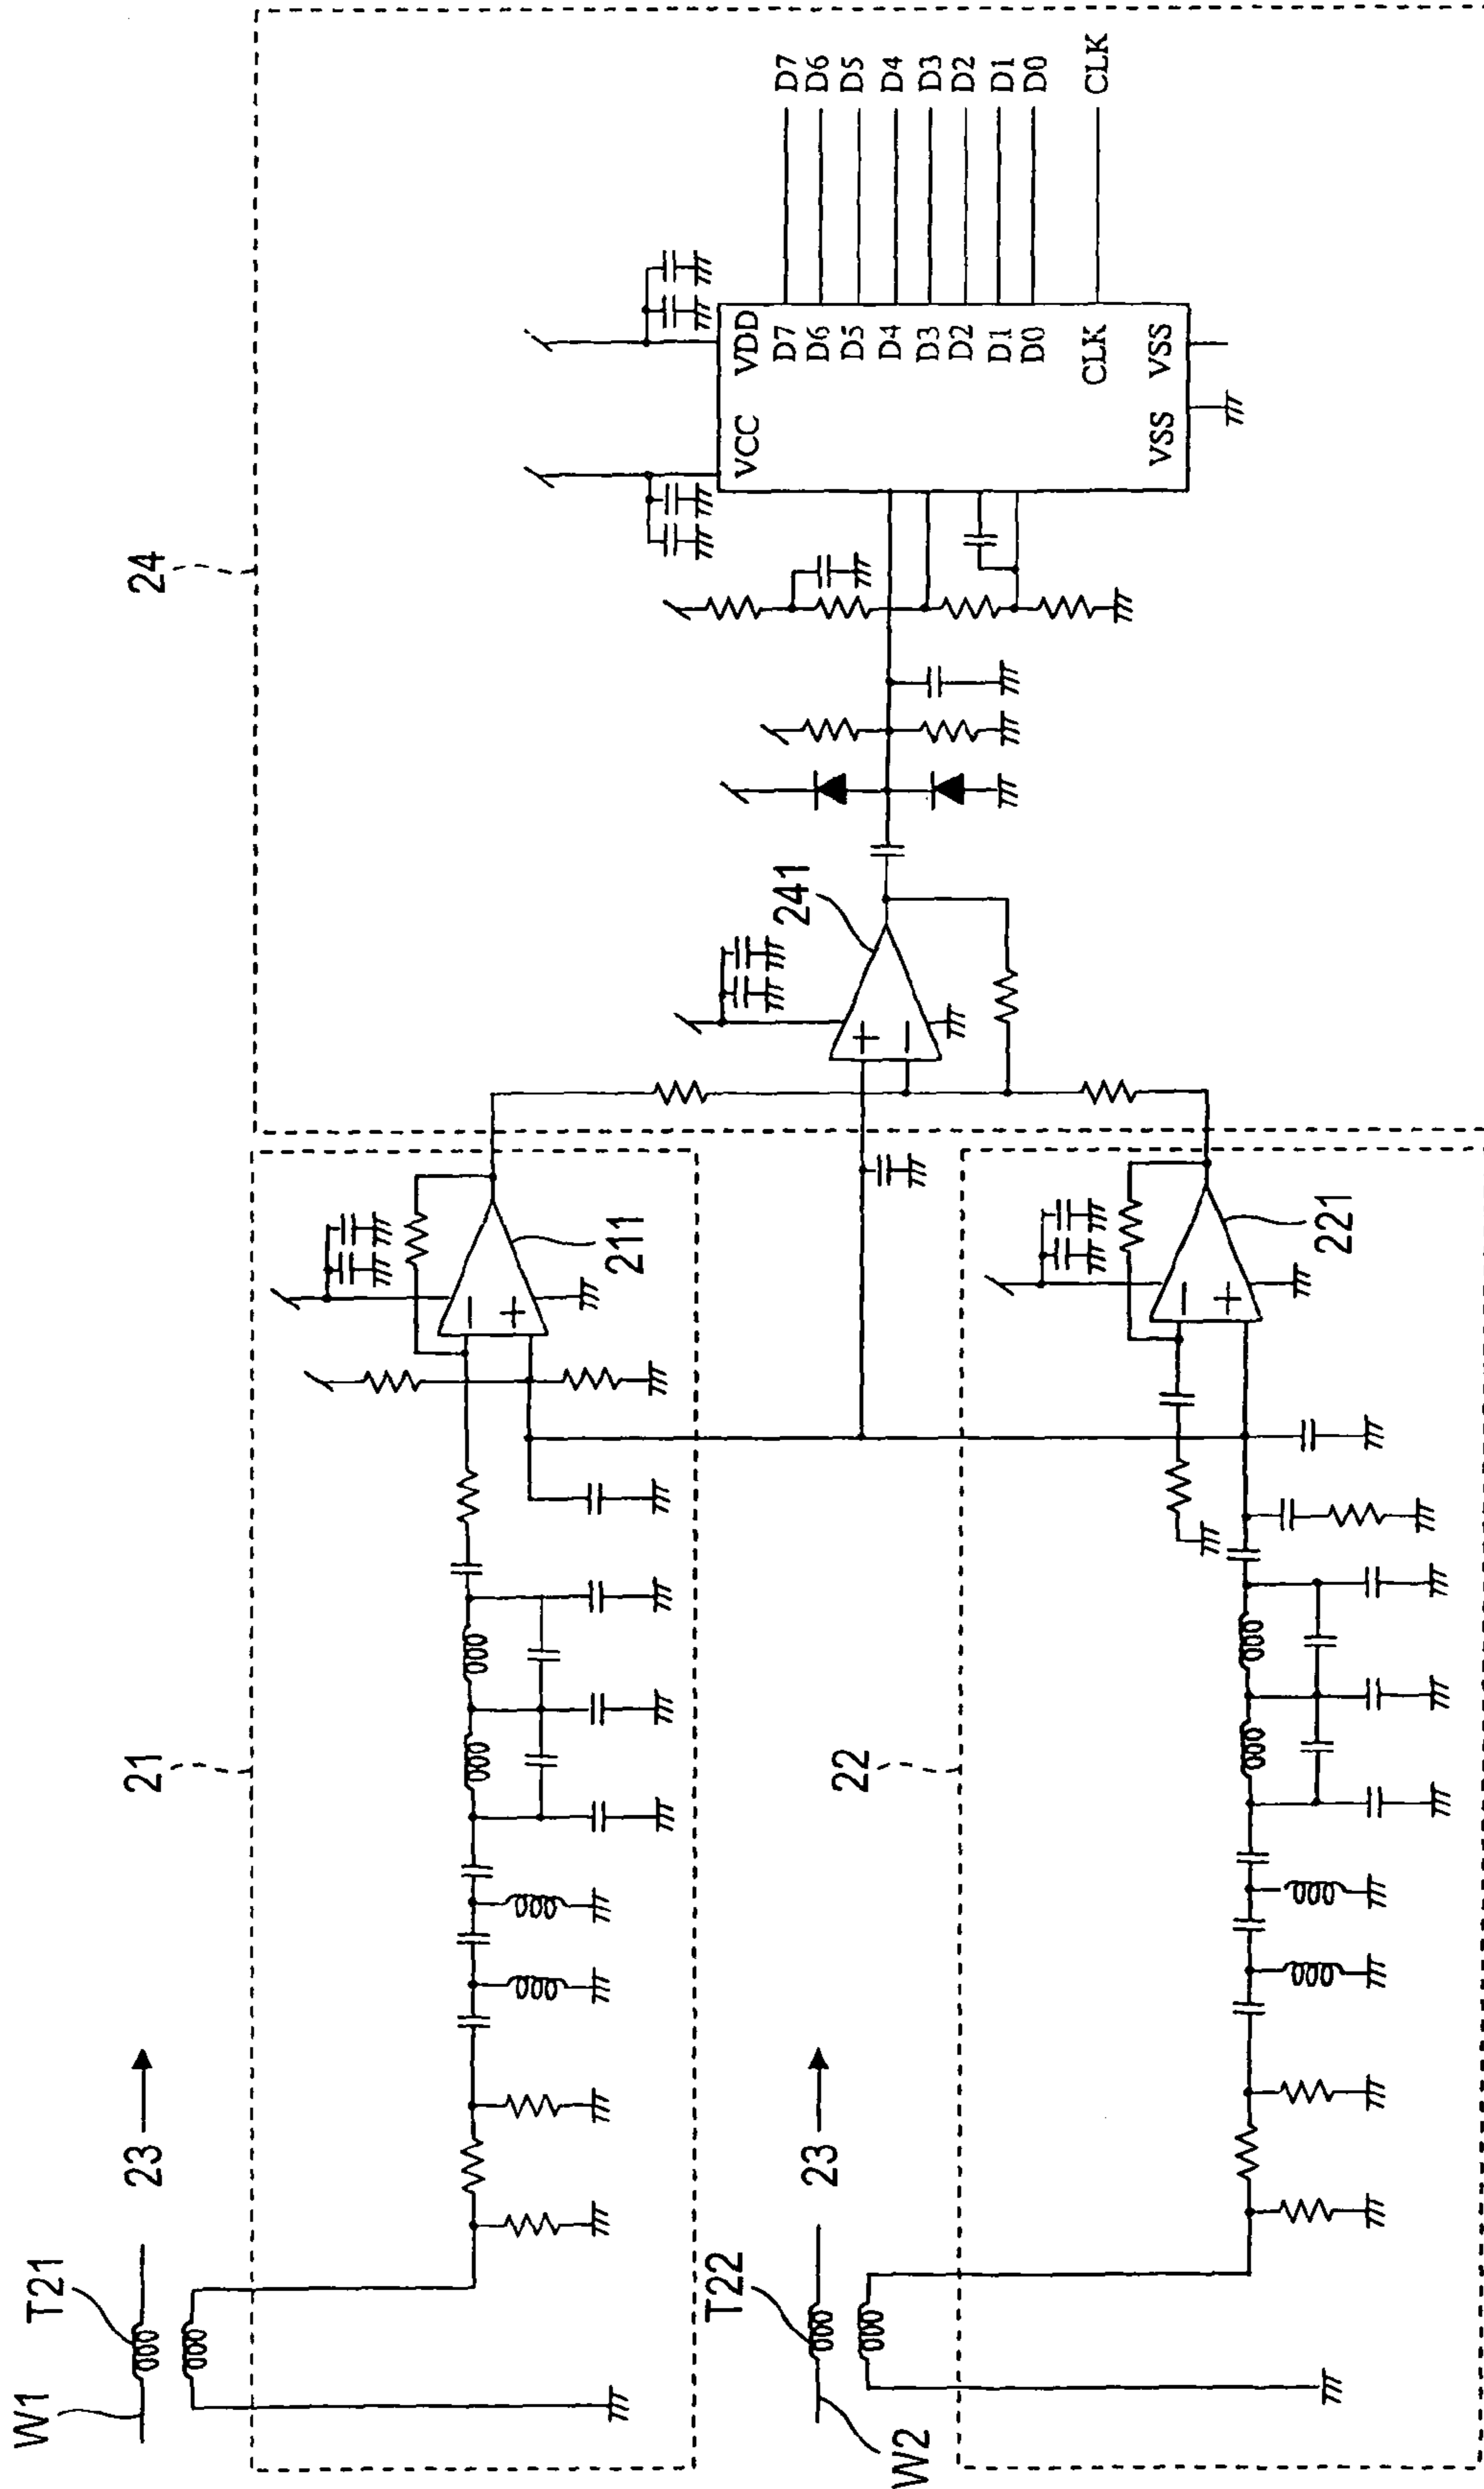 24
D7
D6
D5
D4
D3
D2
D1
D0
CLK
VDD
D7
D6
D5
D4
D3
D2
D1
D0
CLK
VCC
VSS
VSS
241
+
−
21
211
−
+
22
221
−
+
23
23
T21
T22
W1
W2